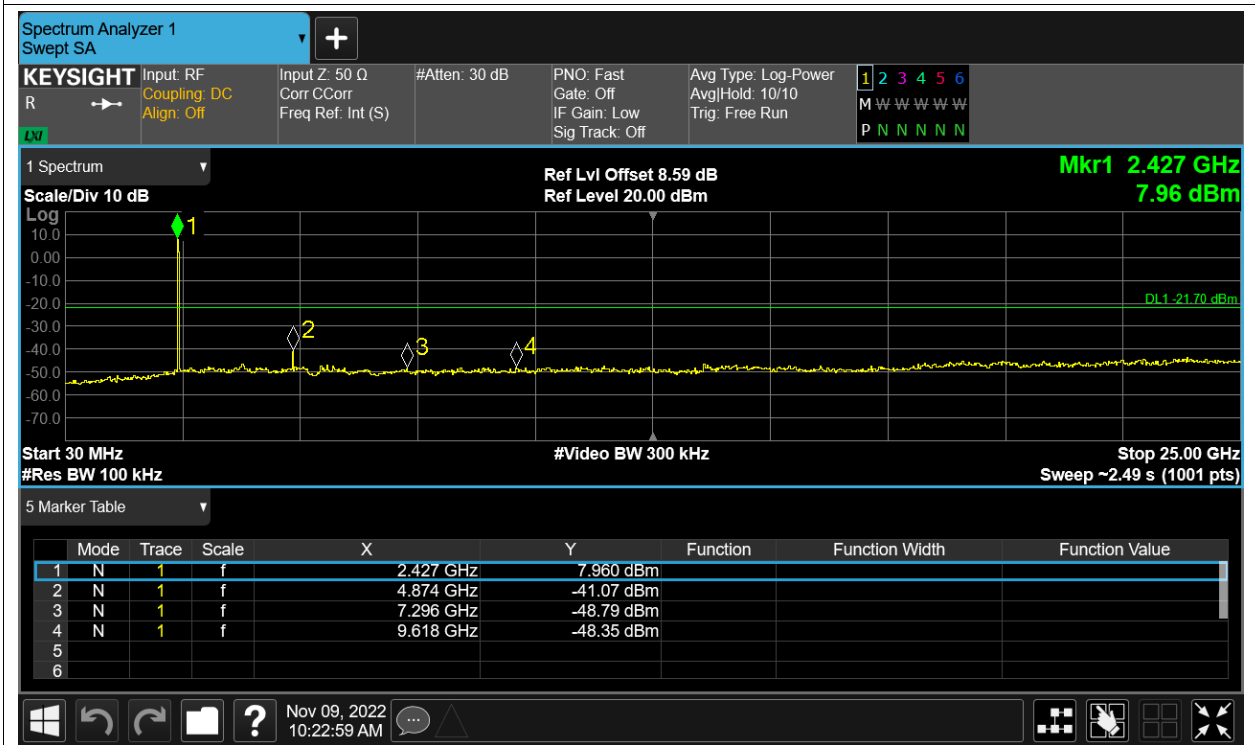 Spectrum Analyzer 1
Swept SA
KEYSIGHT
R
LXI
Input: RF
Coupling: DC
Align: Off
Input Z: 50 Ω
Corr CCorr
Freq Ref: Int (S)
#Atten: 30 dB
PNO: Fast
Gate: Off
IF Gain: Low
Sig Track: Off
Avg Type: Log-Power
Avg|Hold: 10/10
Trig: Free Run
1 2 3 4 5 6
M W W W W W
P N N N N N
1 Spectrum
Scale/Div 10 dB
Ref Lvl Offset 8.59 dB
Ref Level 20.00 dBm
Mkr1 2.427 GHz
7.96 dBm
Log
10.0
0.00
-10.0
-20.0
-30.0
-40.0
-50.0
-60.0
-70.0
1
2
3
4
DL1 -21.70 dBm
Start 30 MHz
#Video BW 300 kHz
Stop 25.00 GHz
#Res BW 100 kHz
Sweep ~2.49 s (1001 pts)
5 Marker Table
Mode Trace Scale X Y Function Function Width Function Value
1 N 1 f 2.427 GHz 7.960 dBm
2 N 1 f 4.874 GHz -41.07 dBm
3 N 1 f 7.296 GHz -48.79 dBm
4 N 1 f 9.618 GHz -48.35 dBm
5
6
?
Nov 09, 2022
10:22:59 AM